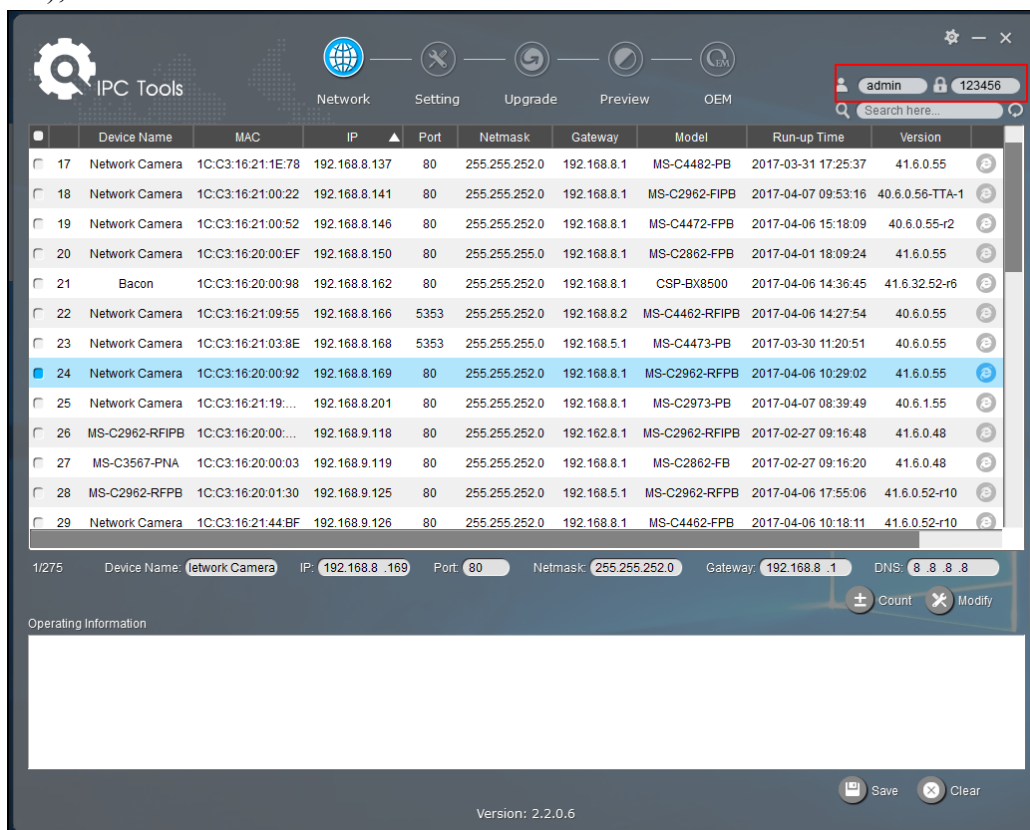 IPC Tools
Network Setting Upgrade Preview OEM
admin 123456
Search here...
Device Name MAC IP Port Netmask Gateway Model Run-up Time Version
17 Network Camera 1C:C3:16:21:1E:78 192.168.8.137 80 255.255.252.0 192.168.8.1 MS-C4482-PB 2017-03-31 17:25:37 41.6.0.55
18 Network Camera 1C:C3:16:21:00:22 192.168.8.141 80 255.255.252.0 192.168.8.1 MS-C2962-FIPB 2017-04-07 09:53:16 40.6.0.56-TTA-1
19 Network Camera 1C:C3:16:21:00:52 192.168.8.146 80 255.255.252.0 192.168.8.1 MS-C4472-FPB 2017-04-06 15:18:09 40.6.0.55-r2
20 Network Camera 1C:C3:16:20:00:EF 192.168.8.150 80 255.255.252.0 192.168.8.1 MS-C2862-FPB 2017-04-01 18:09:24 41.6.0.55
21 Bacon 1C:C3:16:20:00:98 192.168.8.162 80 255.255.252.0 192.168.8.1 CSP-BX8500 2017-04-06 14:36:45 41.6.32.52-r6
22 Network Camera 1C:C3:16:21:09:55 192.168.8.166 5353 255.255.252.0 192.168.8.2 MS-C4462-RFIPB 2017-04-06 14:27:54 40.6.0.55
23 Network Camera 1C:C3:16:21:03:8E 192.168.8.168 5353 255.255.252.0 192.168.5.1 MS-C4473-PB 2017-03-30 11:20:51 40.6.0.55
24 Network Camera 1C:C3:16:20:00:92 192.168.8.169 80 255.255.252.0 192.168.8.1 MS-C2962-RFPB 2017-04-06 10:29:02 41.6.0.55
25 Network Camera 1C:C3:16:21:19:... 192.168.8.201 80 255.255.252.0 192.168.8.1 MS-C2973-PB 2017-04-07 08:39:49 40.6.1.55
26 MS-C2962-RFIPB 1C:C3:16:20:00:... 192.168.9.118 80 255.255.252.0 192.162.8.1 MS-C2962-RFIPB 2017-02-27 09:16:48 41.6.0.48
27 MS-C3567-PNA 1C:C3:16:20:00:03 192.168.9.119 80 255.255.252.0 192.168.8.1 MS-C2862-FB 2017-02-27 09:16:20 41.6.0.48
28 MS-C2962-RFPB 1C:C3:16:20:01:30 192.168.9.125 80 255.255.252.0 192.168.5.1 MS-C2962-RFPB 2017-04-06 17:55:06 41.6.0.52-r10
29 Network Camera 1C:C3:16:21:44:BF 192.168.9.126 80 255.255.252.0 192.168.8.1 MS-C4462-FPB 2017-04-06 10:18:11 41.6.0.52-r10
1/275 Device Name: letwork Camera IP: 192.168.8 .169 Port: 80 Netmask: 255.255.252.0 Gateway: 192.168.8 .1 DNS: 8 .8 .8 .8
Count Modify
Operating Information
Save Clear
Version: 2.2.0.6